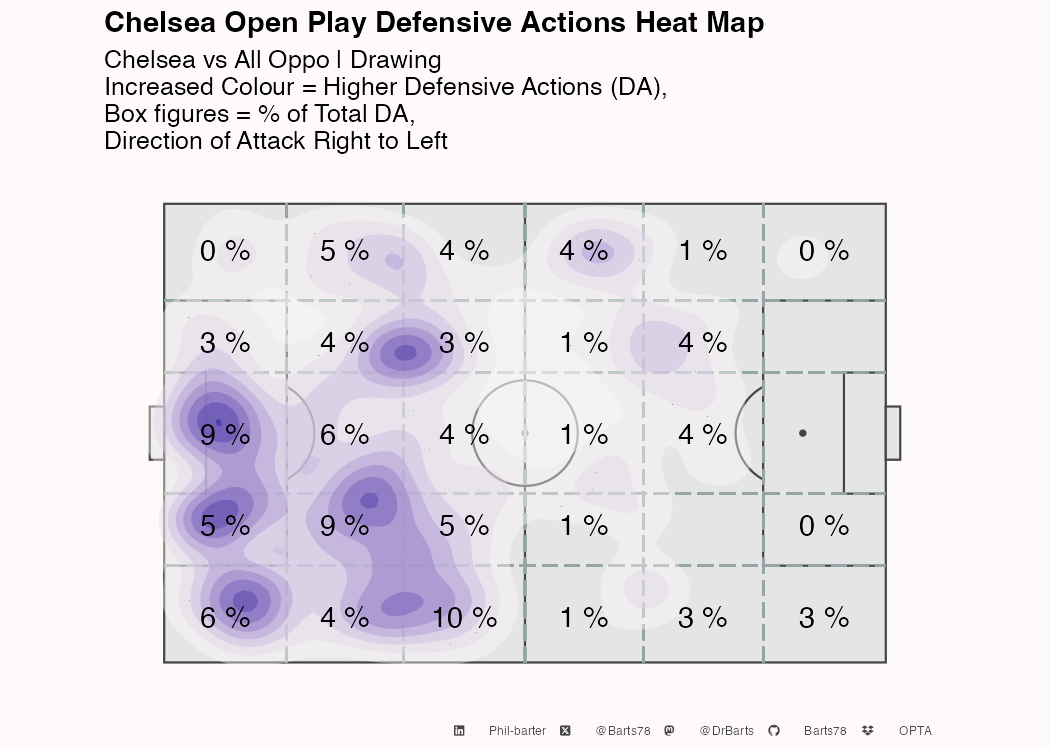 Chelsea Open Play Defensive Actions Heat Map
Chelsea vs All Oppo | Drawing
Increased Colour = Higher Defensive Actions (DA),
Box figures = % of Total DA,
Direction of Attack Right to Left
0 % 5 % 4 % 4 % 1 % 0 %
3 % 4 % 3 % 1 % 4 %
9 % 6 % 4 % 1 % 4 %
5 % 9 % 5 % 1 % 0 %
6 % 4 % 10 % 1 % 3 % 3 %
Phil-barter @Barts78 @DrBarts Barts78 OPTA